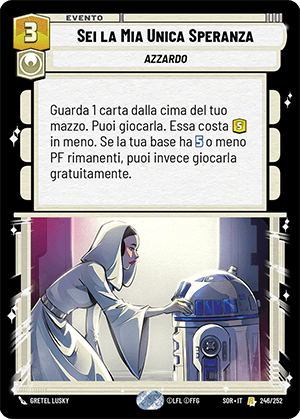 EVENTO
3
SEI LA MIA UNICA SPERANZA
AZZARDO
Guarda 1 carta dalla cima del tuo
mazzo. Puoi giocarla. Essa costa 5
in meno. Se la tua base ha 5 o meno
PF rimanenti, puoi invece giocarla
gratuitamente.
GRETEL LUSKY ©LFL ©FFG SOR • IT R 246/252